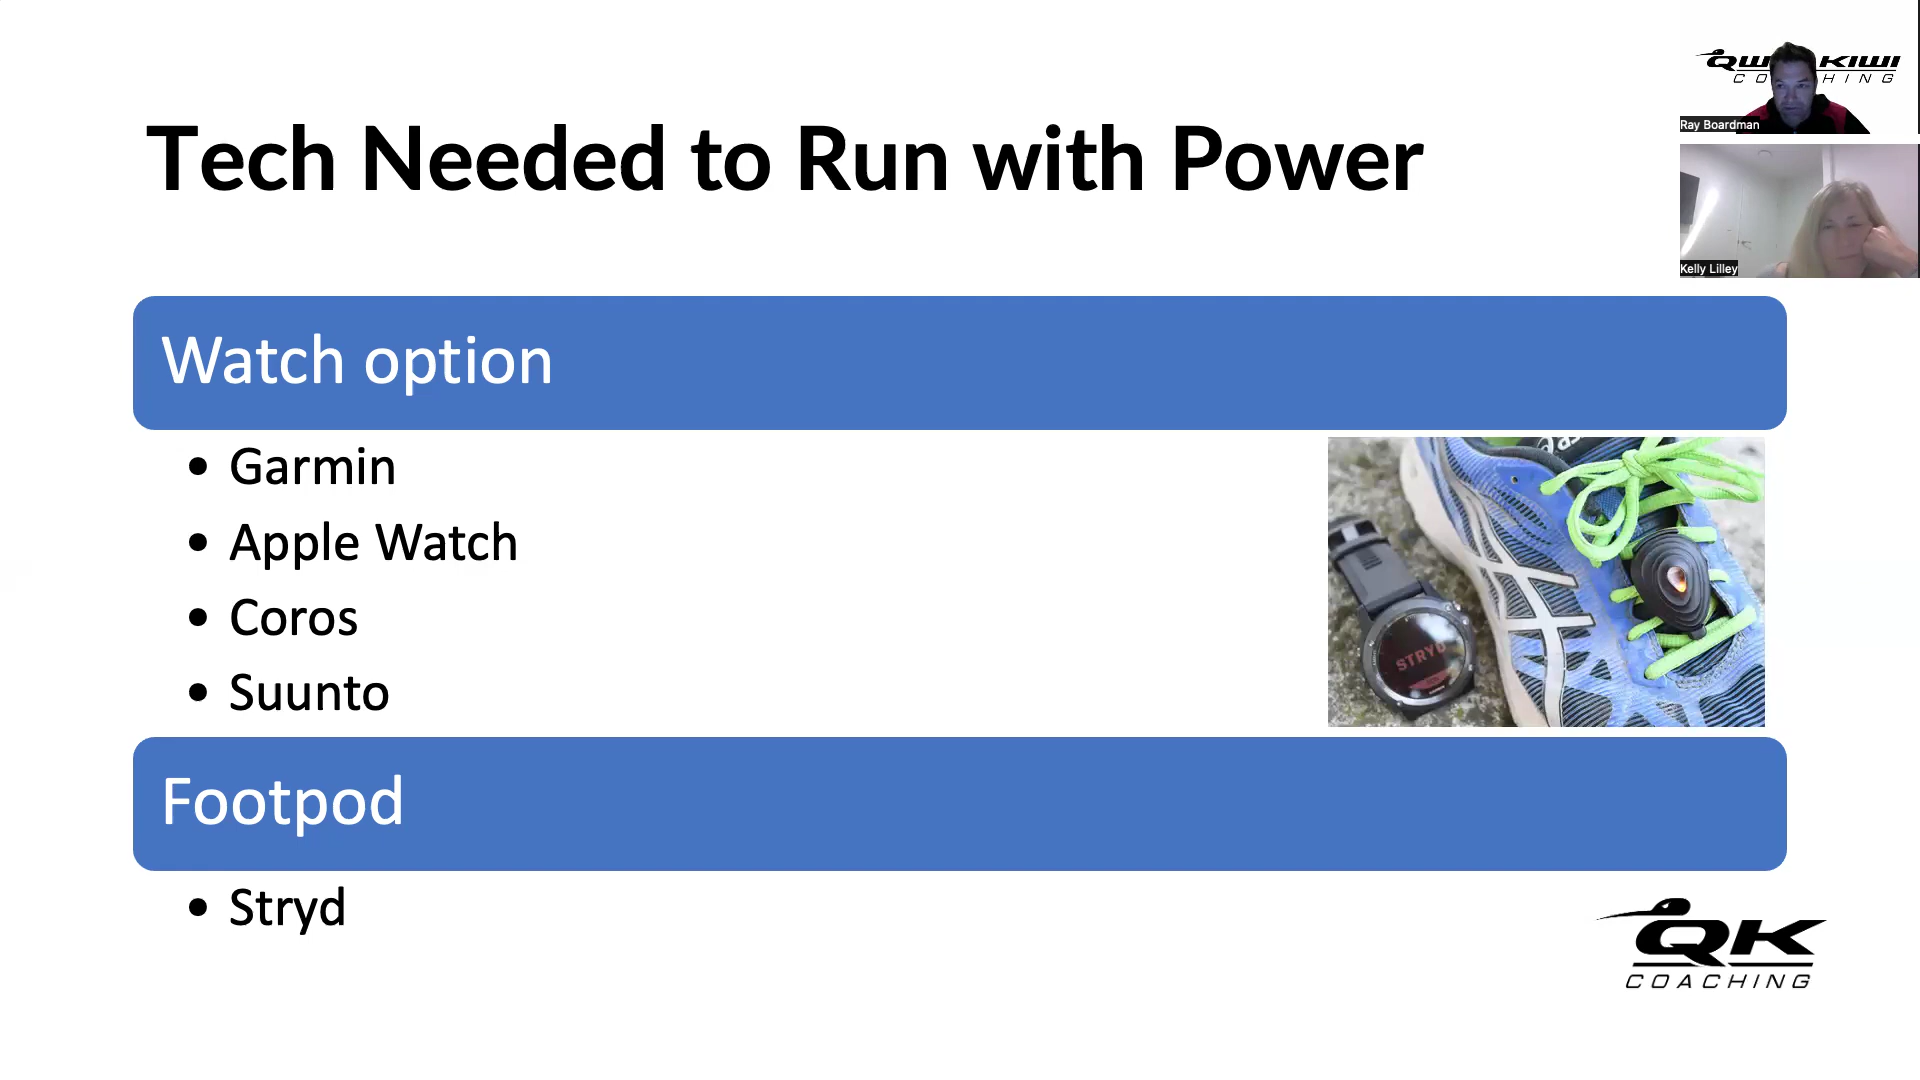 Tech Needed to Run with Power
Ray Boardman
Kelly Lilley
Watch option
• Garmin
• Apple Watch
• Coros
• Suunto
STRYD
Footpod
• Stryd
QK
COACHING